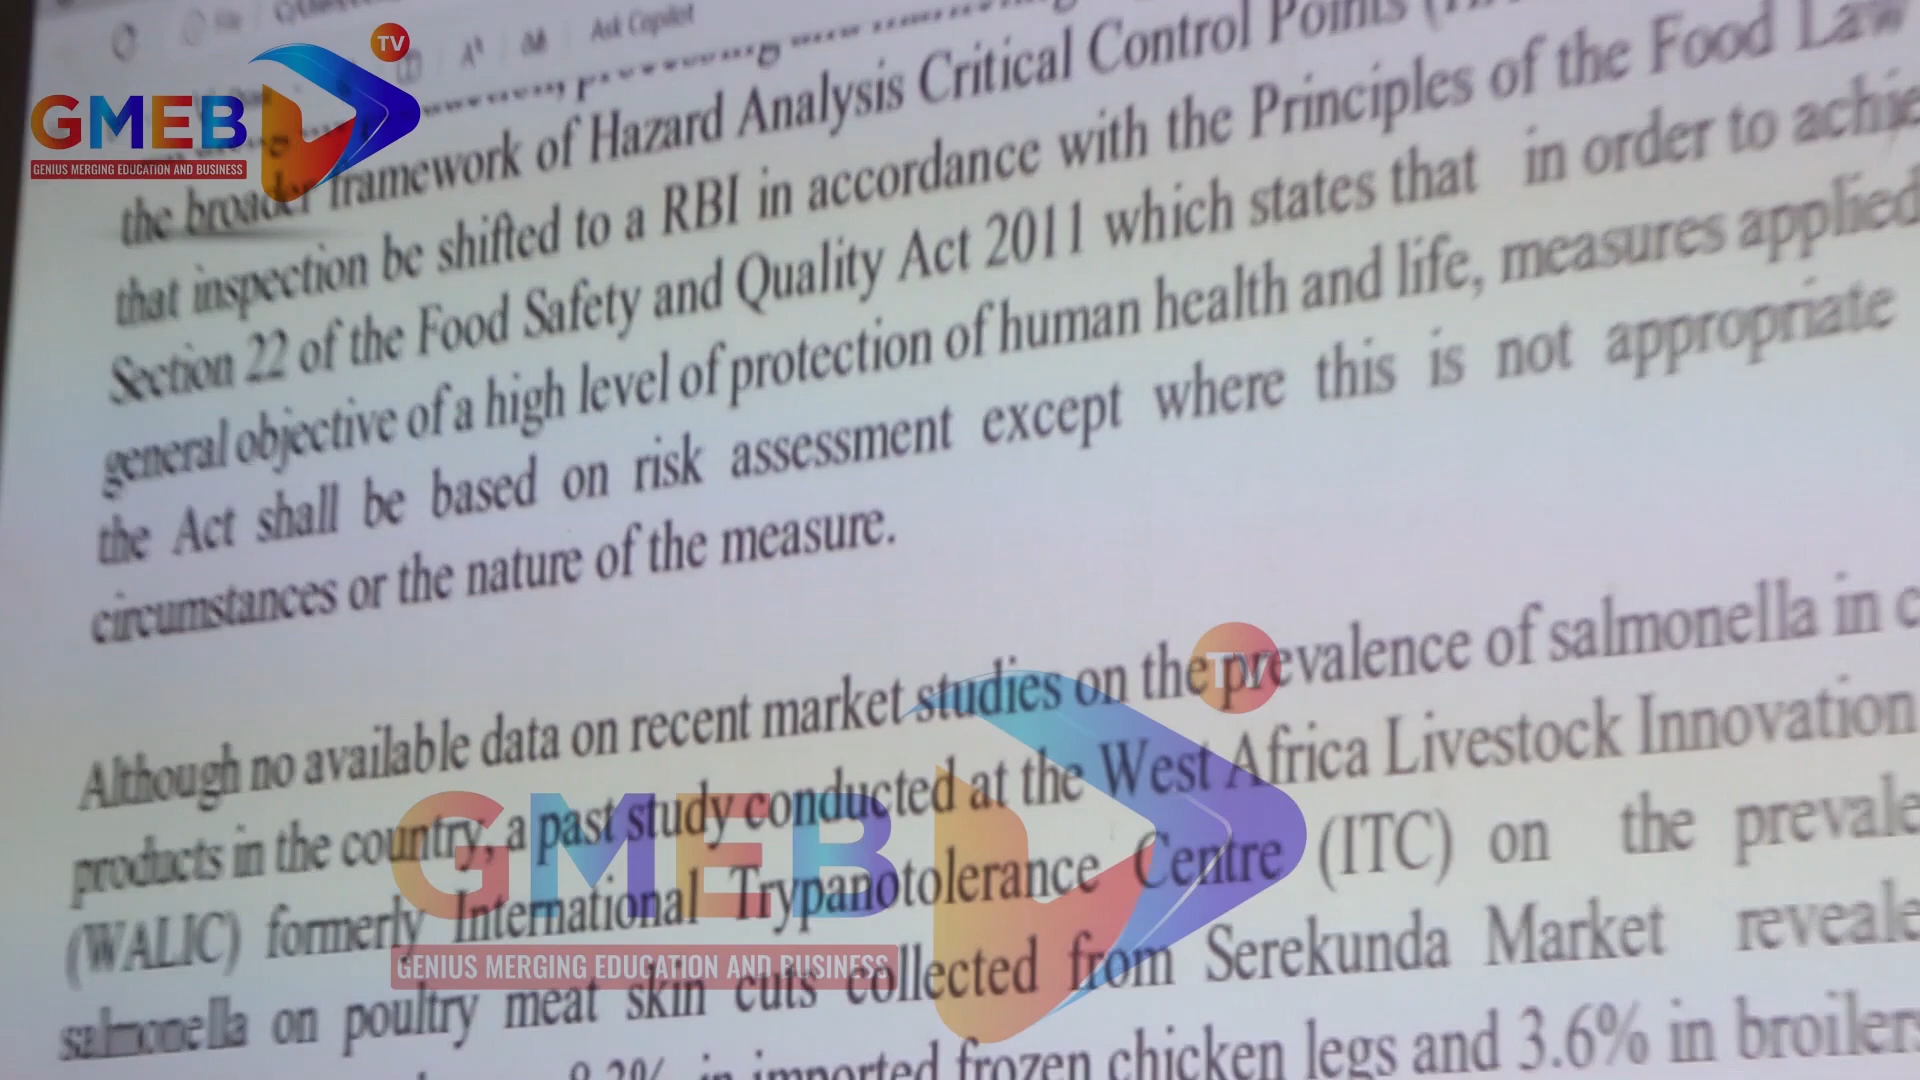 Ask Copilot
TV
GMEB
GENIUS MERGING EDUCATION AND BUSINESS
the broader framework of Hazard Analysis Critical Control Points
that inspection be shifted to a RBI in accordance with the Principles of the Food Law
Section 22 of the Food Safety and Quality Act 2011 which states that in order to achie
general objective of a high level of protection of human health and life, measures applied
the Act shall be based on risk assessment except where this is not appropriate
circumstances or the nature of the measure.
Although no available data on recent market studies on the prevalence of salmonella in c
products in the country, a past study conducted at the West Africa Livestock Innovation
(WALIC) formerly International Trypanotolerance Centre (ITC) on the prevale
salmonella on poultry meat skin cuts collected from Serekunda Market reveale
in imported frozen chicken legs and 3.6% in broilers
TV
GMEB
GENIUS MERGING EDUCATION AND BUSINESS